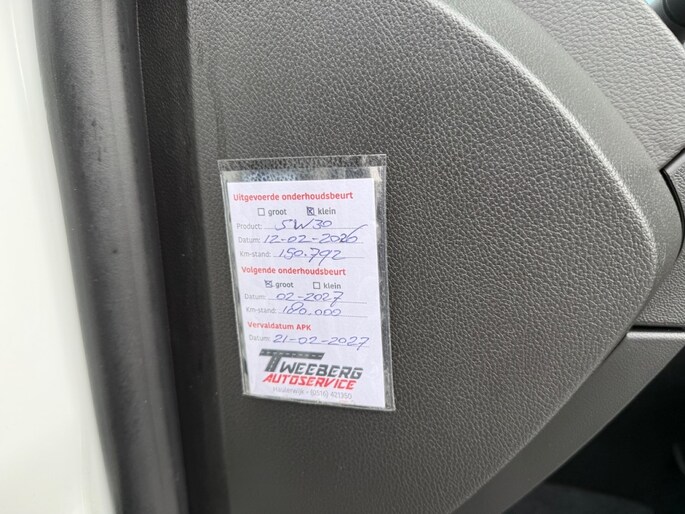 Uitgevoerde onderhoudsbeurt
groot klein
Product: 5W30
Datum: 12-02-2026
Km-stand: 150.792
Volgende onderhoudsbeurt
groot klein
Datum: 02-2027
Km-stand: 180.000
Vervaldatum APK
Datum: 21-02-2027
TWEEBERG
AUTOSERVICE